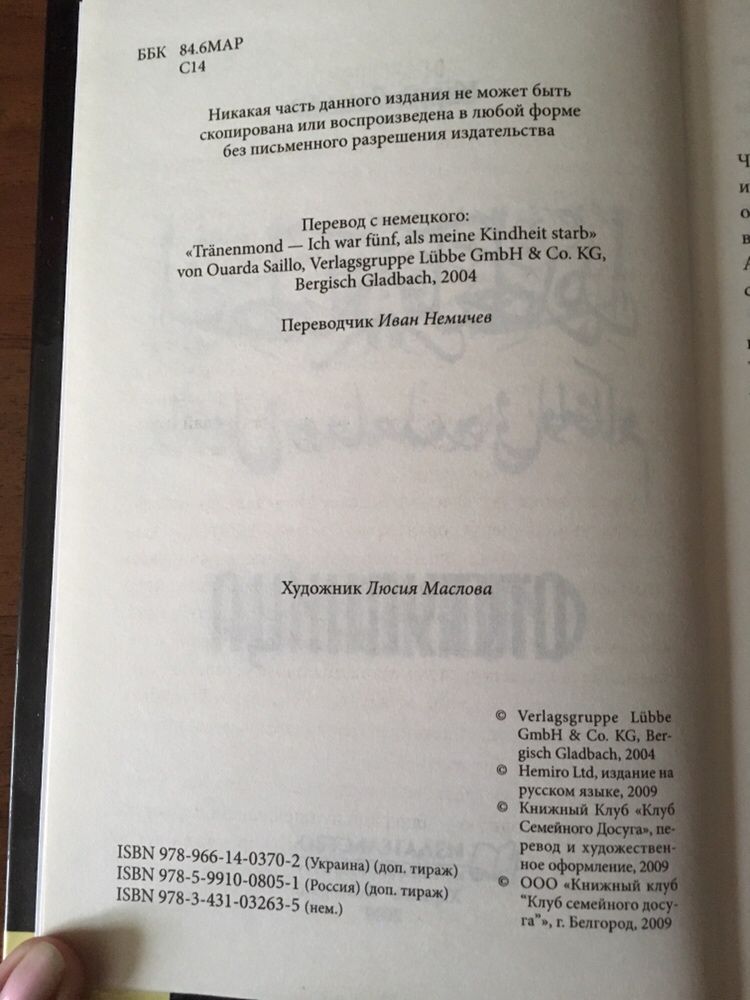 ББК 84.6МАР
С14
Никакая часть данного издания не может быть
скопирована или воспроизведена в любой форме
без письменного разрешения издательства
Перевод с немецкого:
«Tränenmond — Ich war fünf, als meine Kindheit starb»
von Ouarda Saillo, Verlagsgruppe Lübbe GmbH & Co. KG,
Bergisch Gladbach, 2004
Переводчик Иван Немичев
Художник Люсия Маслова
© Verlagsgruppe Lübbe
GmbH & Co. KG, Ber-
gisch Gladbach, 2004
© Hemiro Ltd, издание на
русском языке, 2009
© Книжный Клуб «Клуб
Семейного Досуга», пе-
ревод и художествен-
ное оформление, 2009
© ООО «Книжный клуб
"Клуб семейного досу-
га"», г. Белгород, 2009
ISBN 978-966-14-0370-2 (Украина) (доп. тираж)
ISBN 978-5-9910-0805-1 (Россия) (доп. тираж)
ISBN 978-3-431-03263-5 (нем.)